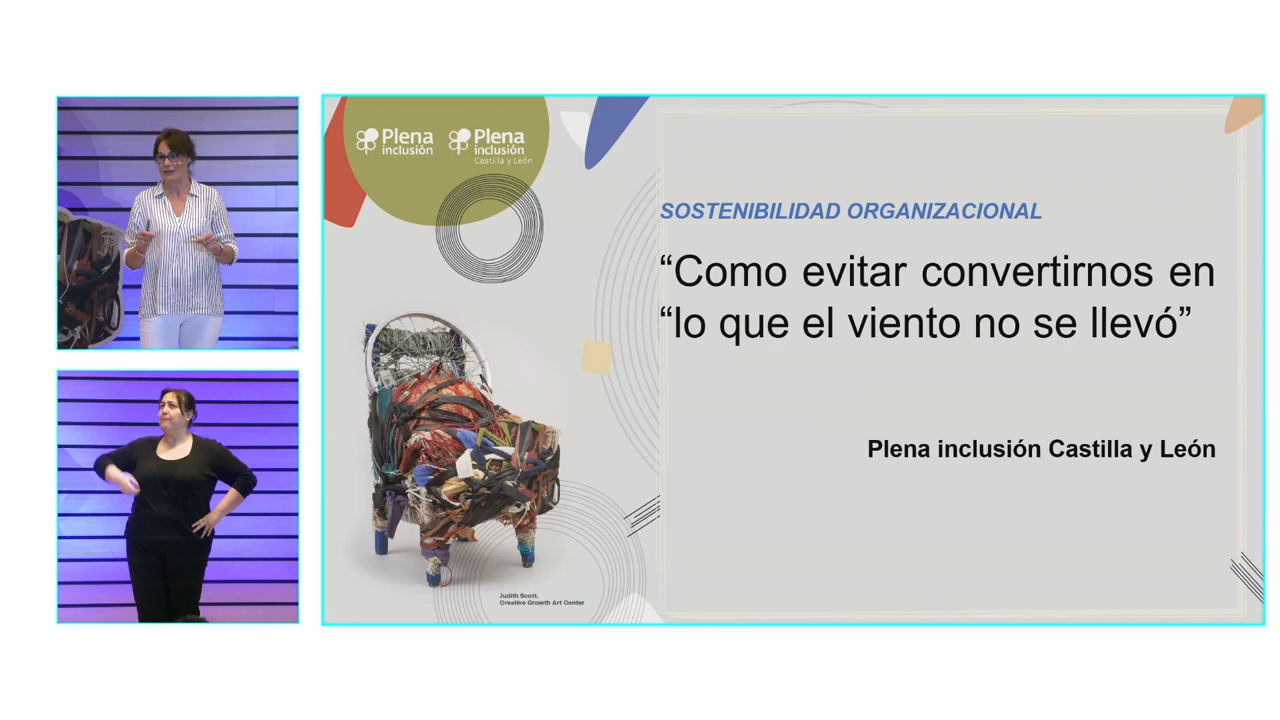 Plena
inclusión
Plena
inclusión
Castilla y León
SOSTENIBILIDAD ORGANIZACIONAL
“Como evitar convertirnos en
“lo que el viento no se llevó”
Plena inclusión Castilla y León
Judith Scott.
Creative Growth Art Center